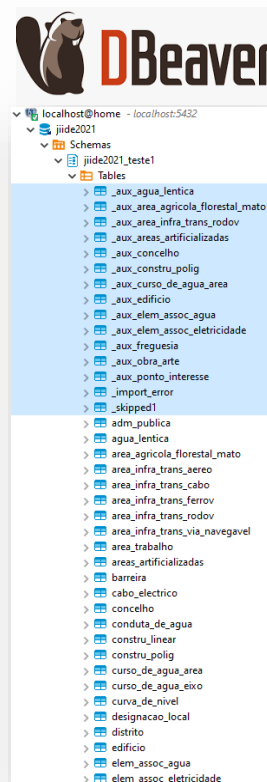 DBeaver
localhost@home - localhost:5432
jiide2021
Schemas
jiide2021_teste1
Tables
_aux_agua_lentica
_aux_area_agricola_florestal_mato
_aux_area_infra_trans_rodov
_aux_areas_artificializadas
_aux_concelho
_aux_constru_polig
_aux_curso_de_agua_area
_aux_edificio
_aux_elem_assoc_agua
_aux_elem_assoc_eletricidade
_aux_freguesia
_aux_obra_arte
_aux_ponto_interesse
_import_error
_skipped1
adm_publica
agua_lentica
area_agricola_florestal_mato
area_infra_trans_aereo
area_infra_trans_cabo
area_infra_trans_ferrov
area_infra_trans_rodov
area_infra_trans_via_navegavel
area_trabalho
areas_artificializadas
barreira
cabo_electrico
concelho
conduta_de_agua
constru_linear
constru_polig
curso_de_agua_area
curso_de_agua_eixo
curva_de_nivel
designacao_local
distrito
edificio
elem_assoc_agua
elem_assoc_eletricidade